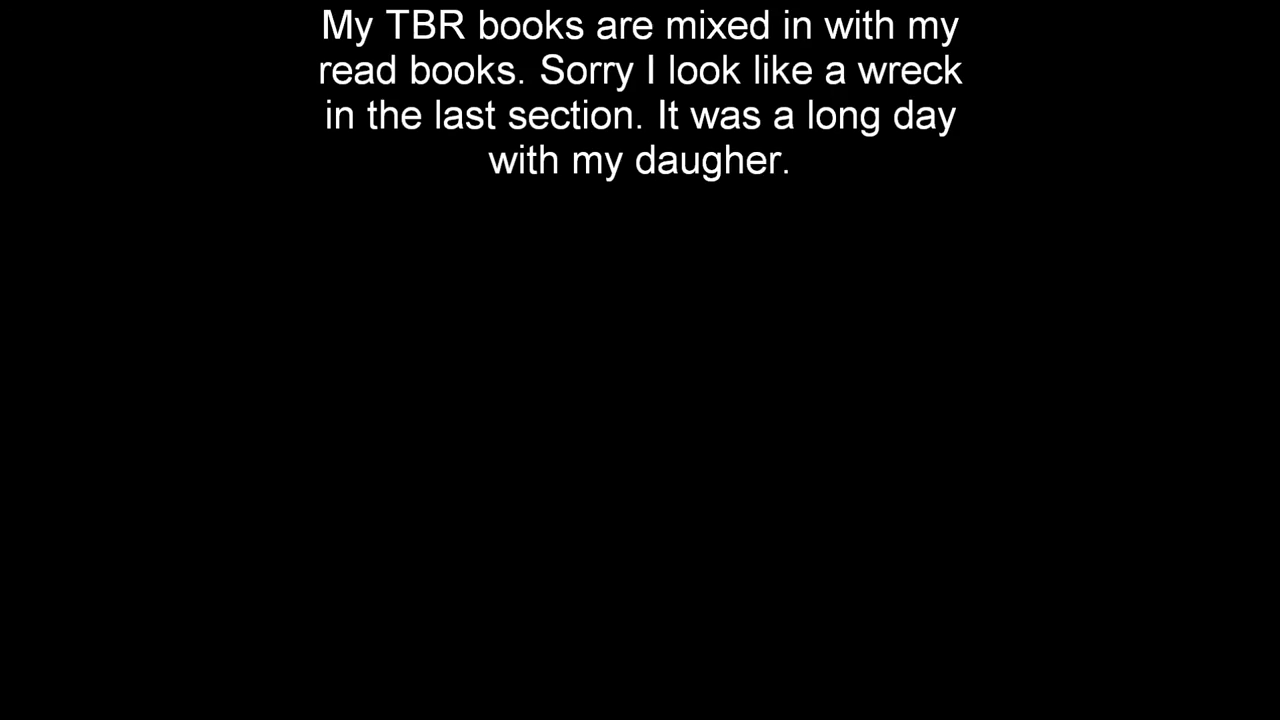 My TBR books are mixed in with my
read books. Sorry I look like a wreck
in the last section. It was a long day
with my daugher.